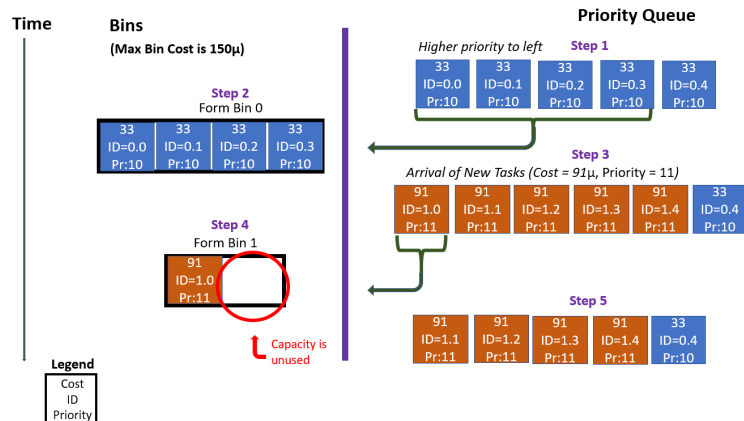 Time
Bins
(Max Bin Cost is 150µ)
Priority Queue
Higher priority to left
Step 1
33
ID=0.0
Pr:10
33
ID=0.1
Pr:10
33
ID=0.2
Pr:10
33
ID=0.3
Pr:10
33
ID=0.4
Pr:10
Step 2
Form Bin 0
33
ID=0.0
Pr:10
33
ID=0.1
Pr:10
33
ID=0.2
Pr:10
33
ID=0.3
Pr:10
Step 3
Arrival of New Tasks (Cost = 91µ, Priority = 11)
91
ID=1.0
Pr:11
91
ID=1.1
Pr:11
91
ID=1.2
Pr:11
91
ID=1.3
Pr:11
91
ID=1.4
Pr:11
33
ID=0.4
Pr:10
Step 4
Form Bin 1
91
ID=1.0
Pr:11
Capacity is
unused
Step 5
91
ID=1.1
Pr:11
91
ID=1.2
Pr:11
91
ID=1.3
Pr:11
91
ID=1.4
Pr:11
33
ID=0.4
Pr:10
Legend
Cost
ID
Priority